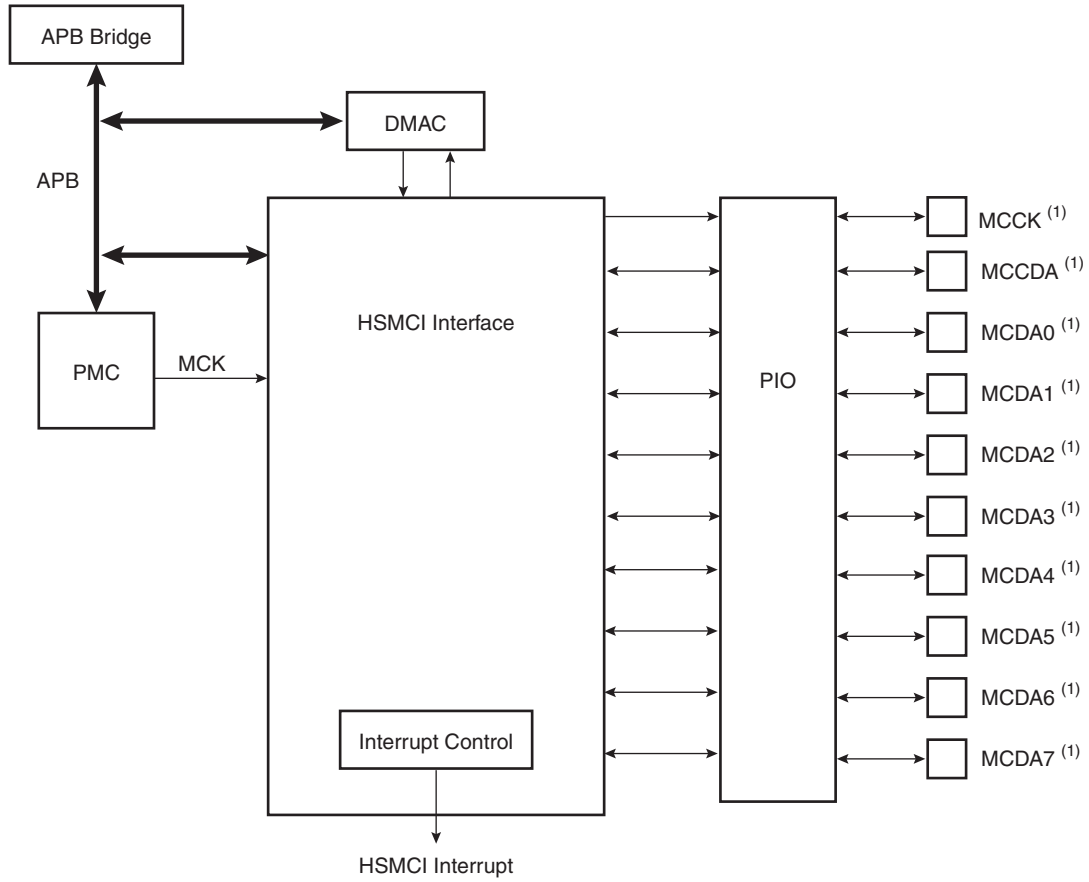 APB Bridge
DMAC
APB
MCCK (1)
MCCDA (1)
HSMCI Interface
MCDA0 (1)
PMC
MCK
PIO
MCDA1 (1)
MCDA2 (1)
MCDA3 (1)
MCDA4 (1)
MCDA5 (1)
MCDA6 (1)
Interrupt Control
MCDA7 (1)
HSMCI Interrupt